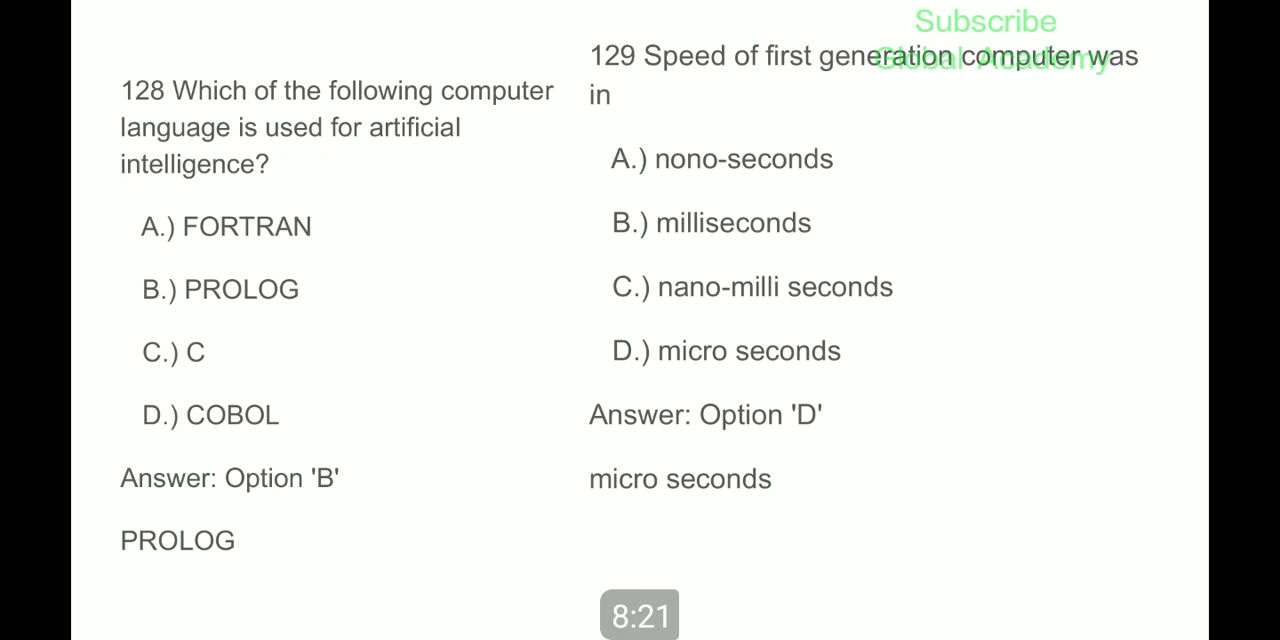 Subscribe
Global Academy
128 Which of the following computer
language is used for artificial
intelligence?
A.) FORTRAN
B.) PROLOG
C.) C
D.) COBOL
Answer: Option 'B'
PROLOG
129 Speed of first generation computer was
in
A.) nono-seconds
B.) milliseconds
C.) nano-milli seconds
D.) micro seconds
Answer: Option 'D'
micro seconds
8:21